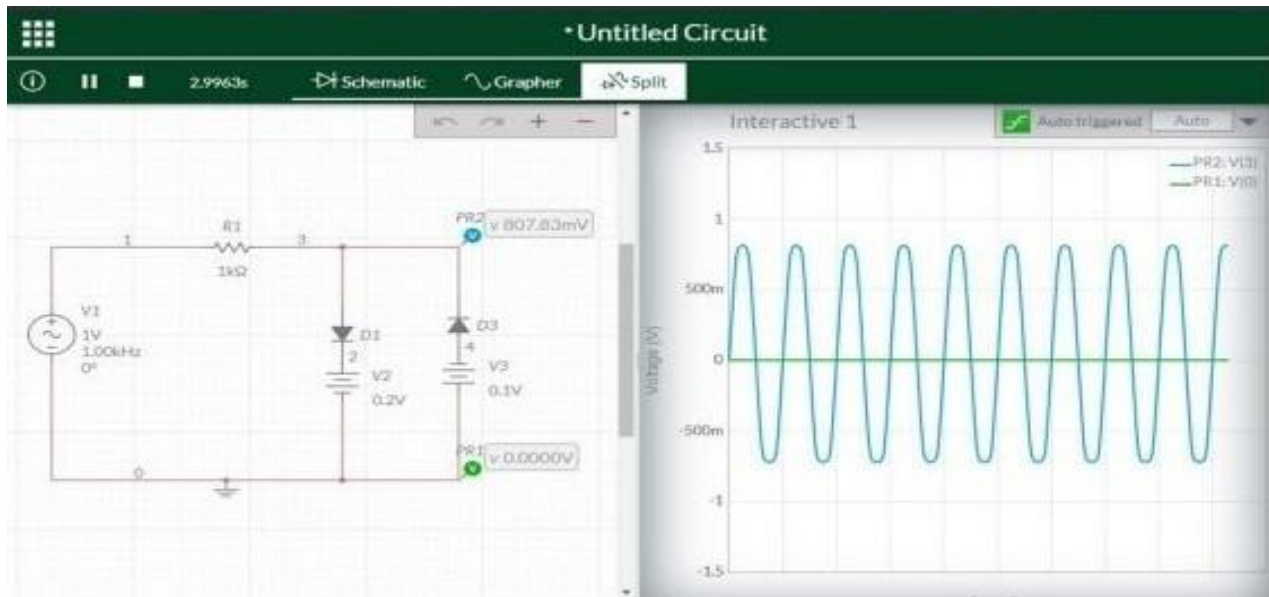 • Untitled Circuit
2.9963s
Schematic
Grapher
Split
Interactive 1
Auto triggered
Auto
1.5
1
500m
0
-500m
-1
-1.5
Voltage (V)
PR2: V(3)
PR1: V(0)
R1
1
3
1kΩ
PR2
v 807.83mV
V1
1V
1.00kHz
0°
D1
2
V2
0.2V
D3
4
V3
0.1V
PR1
v 0.0000V
0